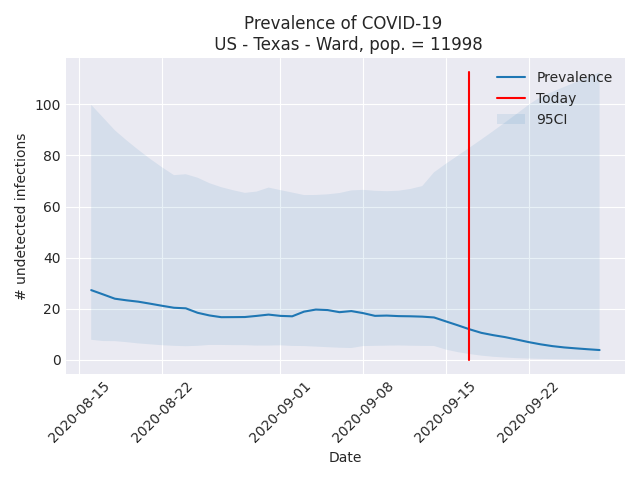 Prevalence of COVID-19
US - Texas - Ward, pop. = 11998
Prevalence
Today
95CI
# undetected infections
100
80
60
40
20
0
2020-08-15
2020-08-22
2020-09-01
2020-09-08
2020-09-15
2020-09-22
Date